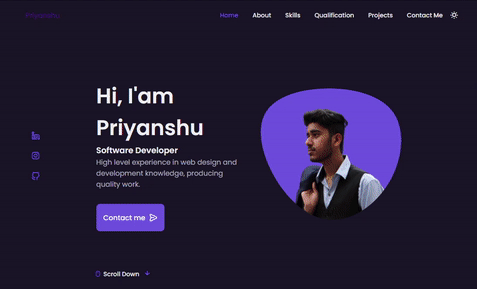 Priyanshu
Home About Skills Qualification Projects Contact Me
Hi, I'am
Priyanshu
Software Developer
High level experience in web design and
development knowledge, producing
quality work.
Contact me
Scroll Down